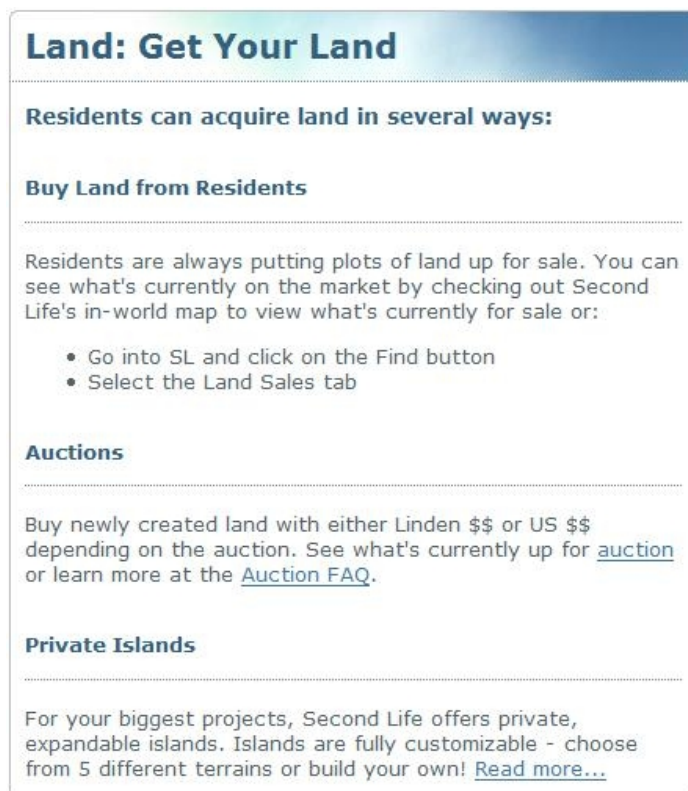 Land: Get Your Land
Residents can acquire land in several ways:
Buy Land from Residents
Residents are always putting plots of land up for sale. You can
see what's currently on the market by checking out Second
Life's in-world map to view what's currently for sale or:
• Go into SL and click on the Find button
• Select the Land Sales tab
Auctions
Buy newly created land with either Linden $$ or US $$
depending on the auction. See what's currently up for auction
or learn more at the Auction FAQ.
Private Islands
For your biggest projects, Second Life offers private,
expandable islands. Islands are fully customizable - choose
from 5 different terrains or build your own! Read more...